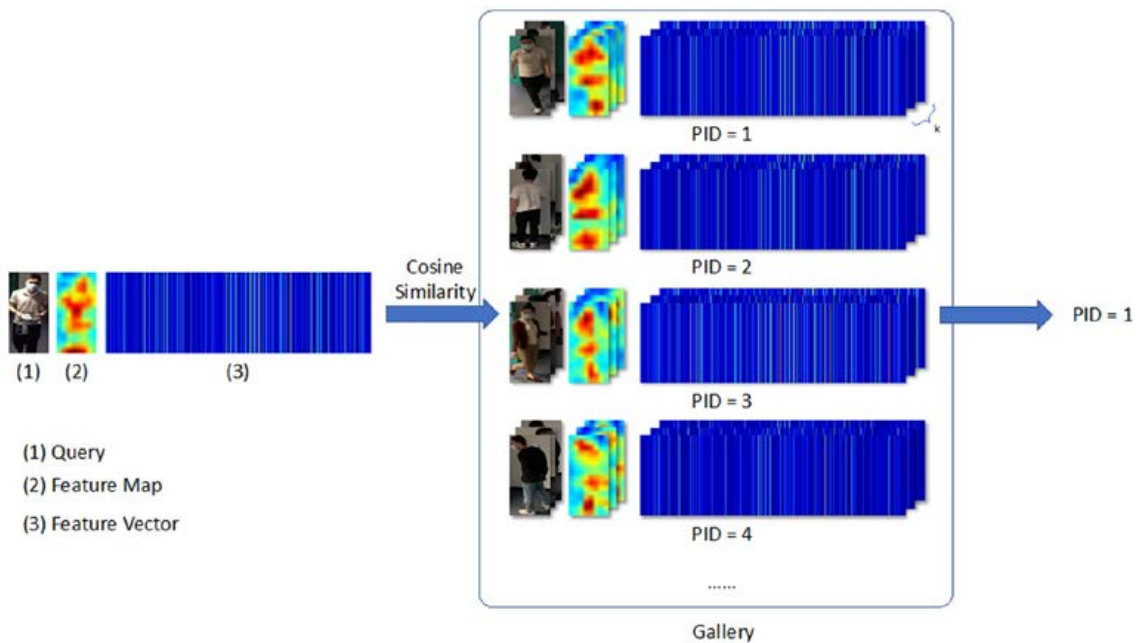 PID = 1
k
PID = 2
Cosine
Similarity
PID = 1
(1) (2) (3)
PID = 3
(1) Query
(2) Feature Map
(3) Feature Vector
PID = 4
......
Gallery